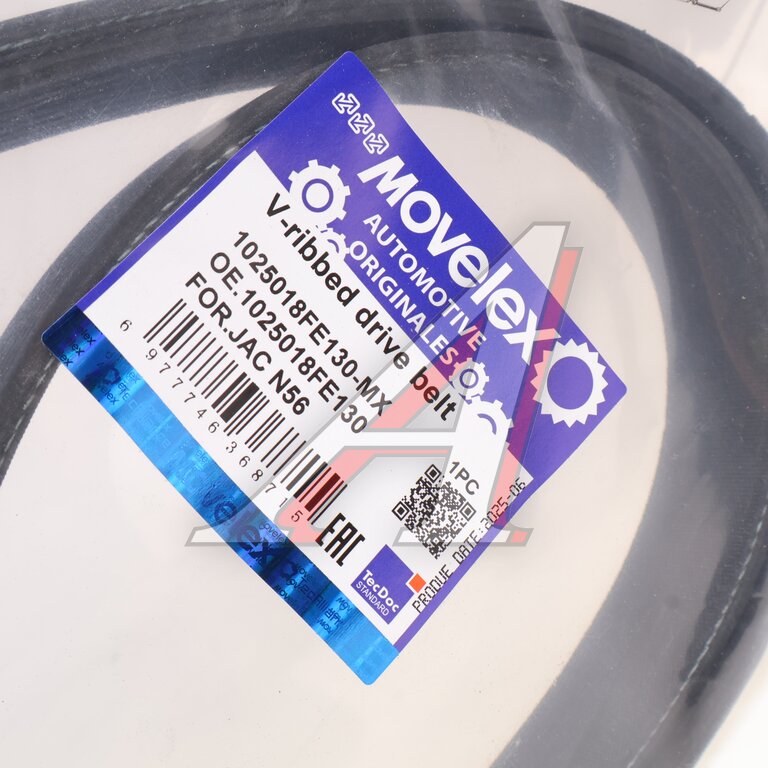 MOVelex
AUTOMOTIVE
ORIGINALES
V-ribbed drive belt
1025018FE130-MX
OE.1025018FE130
FOR.JAC N56
6 977746 368715
EAC
1PC
TecDoc
STANDARD
PRODUE DATE:2025-06